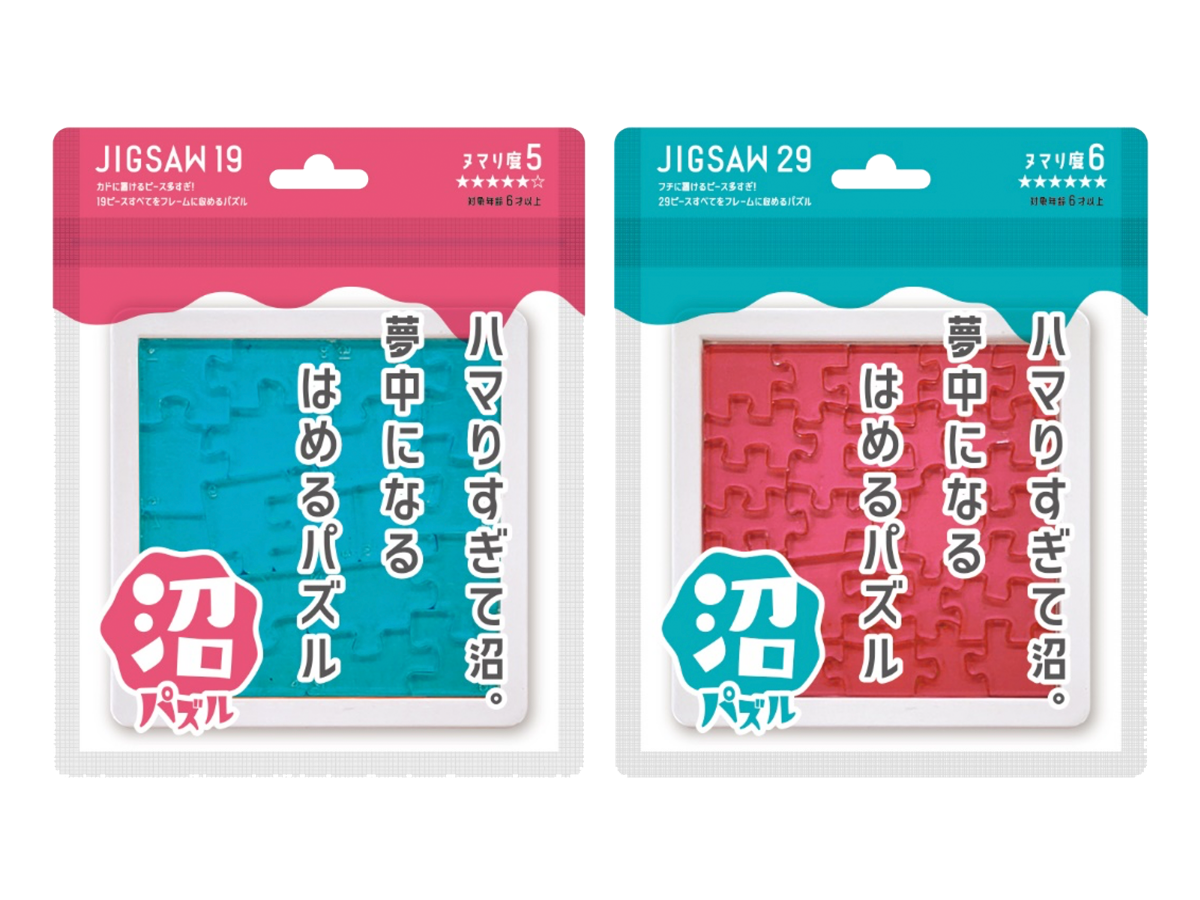 JIGSAW 19
カドに置けるピース多すぎ!
19ピースすべてをフレームに収めるパズル
ヌマり度5
★★★★★☆
対象年齢 6才以上
ハマりすぎて沼。
夢中になる
はめるパズル
沼
パズル
JIGSAW 29
フチに置けるピース多すぎ!
29ピースすべてをフレームに収めるパズル
ヌマり度6
★★★★★★
対象年齢 6才以上
ハマりすぎて沼。
夢中になる
はめるパズル
沼
パズル